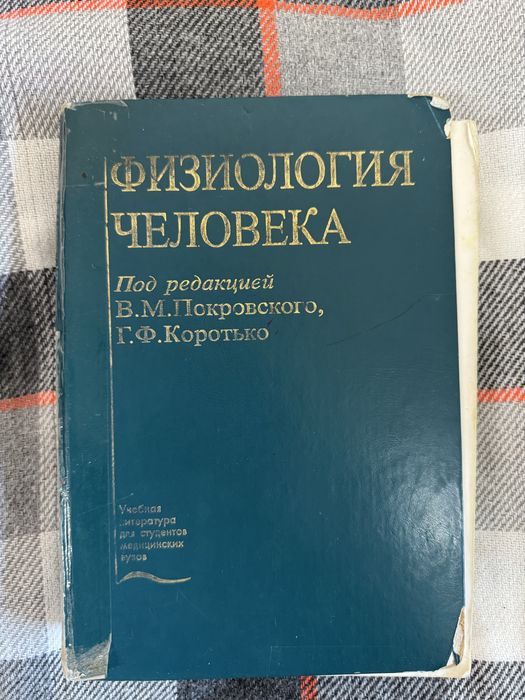 ФИЗИОЛОГИЯ
ЧЕЛОВЕКА
Под редакцией
В.М.Покровского,
Г.Ф.Коротько
Учебная
литература
для студентов
медицинских
вузов